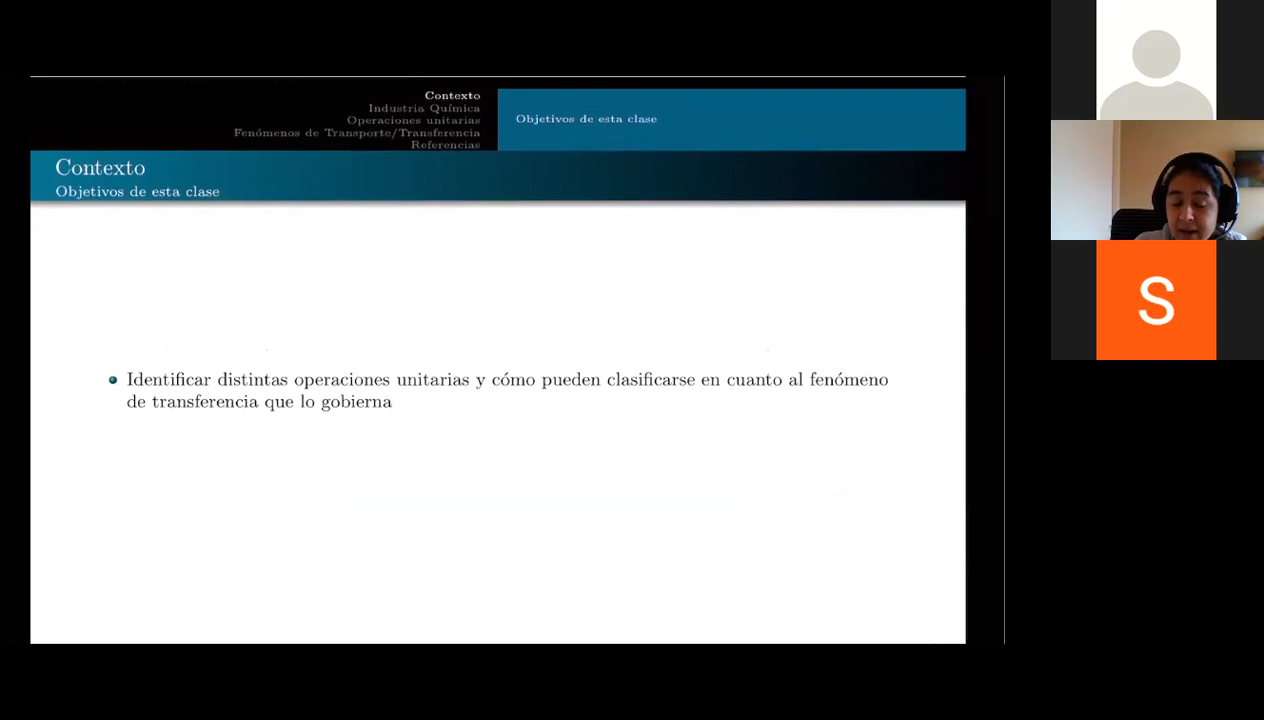 Contexto
Industria Química
Operaciones unitarias
Fenómenos de Transporte/Transferencia
Referencias
Objetivos de esta clase
Contexto
Objetivos de esta clase
Identificar distintas operaciones unitarias y cómo pueden clasificarse en cuanto al fenómeno
de transferencia que lo gobierna
S